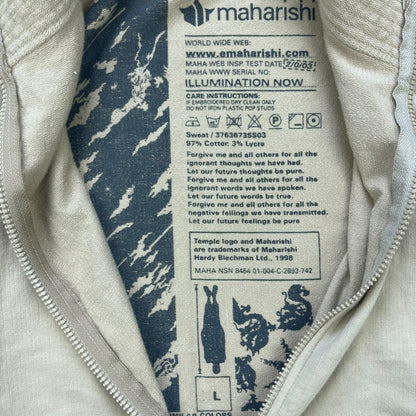 maharishi
WORLD WIDE WEB:
www.emaharishi.com
MAHA WEB INSP. TEST DATE 2/0/03
MAHA WWW SERIAL NO:
ILLUMINATION NOW
CARE INSTRUCTIONS:
IF EMBROIDERED DRY CLEAN ONLY
DO NOT IRON PLASTIC POP STUDS
Sweat / 3763673SS03
97% Cotton: 3% Lycra
Forgive me and all others for all the
ignorant thoughts we have had.
Let our future thoughts be pure.
Forgive me and all others for all the
ignorant words we have spoken.
Let our future words be true.
Forgive me and all others for all the
negative feelings we have transmitted.
Let our future feelings be pure
Temple logo and Maharishi
are trademarks of Maharishi
Hardy Blechman Ltd., 1998
MAHA NSN 8464 01-004-C-2893-742
L
COLORS